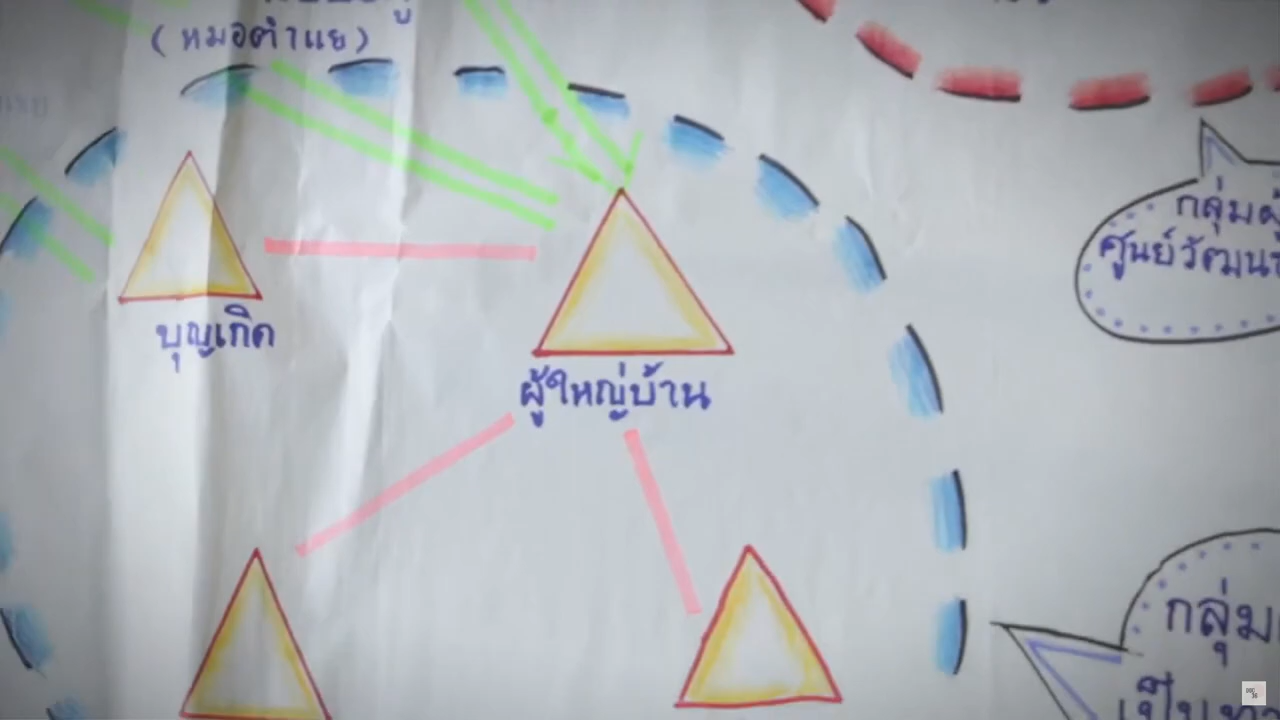 (หมอตำแย)
บุญเกิด
ผู้ใหญ่บ้าน
กลุ่มผู้
ศูนย์วัฒน
กลุ่ม